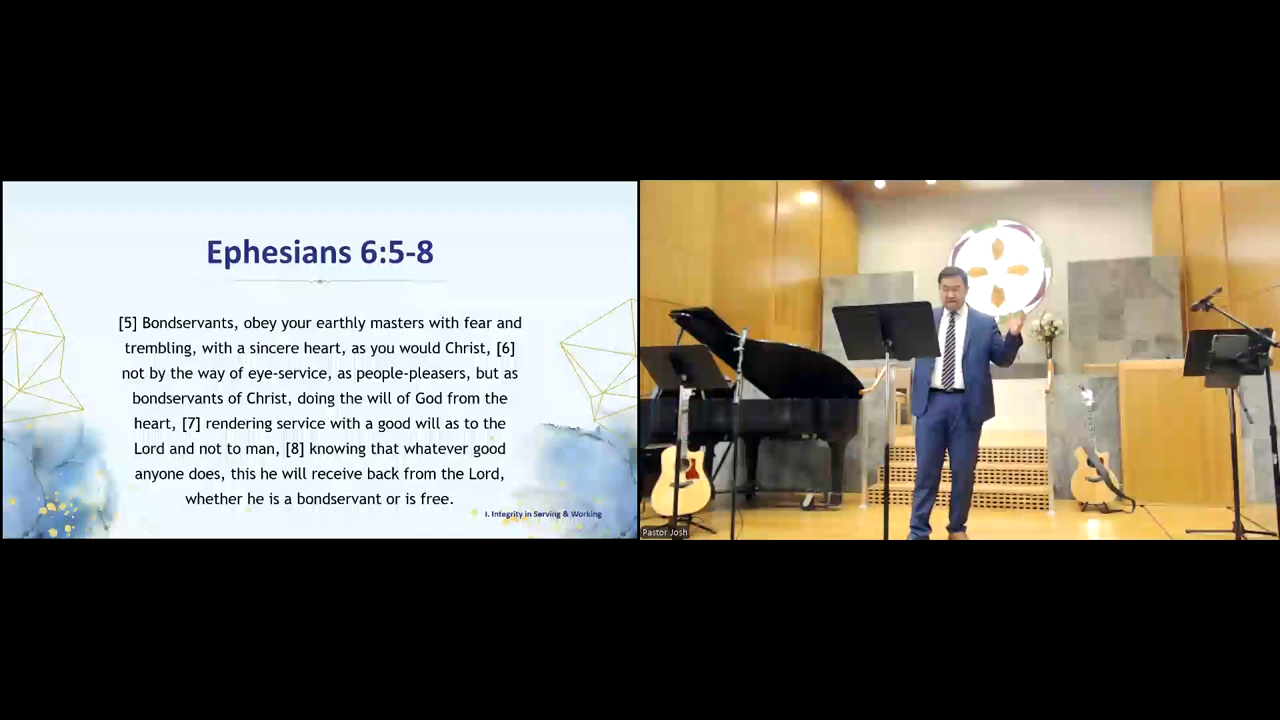 Ephesians 6:5-8
[5] Bondservants, obey your earthly masters with fear and
trembling, with a sincere heart, as you would Christ, [6]
not by the way of eye-service, as people-pleasers, but as
bondservants of Christ, doing the will of God from the
heart, [7] rendering service with a good will as to the
Lord and not to man, [8] knowing that whatever good
anyone does, this he will receive back from the Lord,
whether he is a bondservant or is free.
I. Integrity in Serving & Working
Pastor Josh